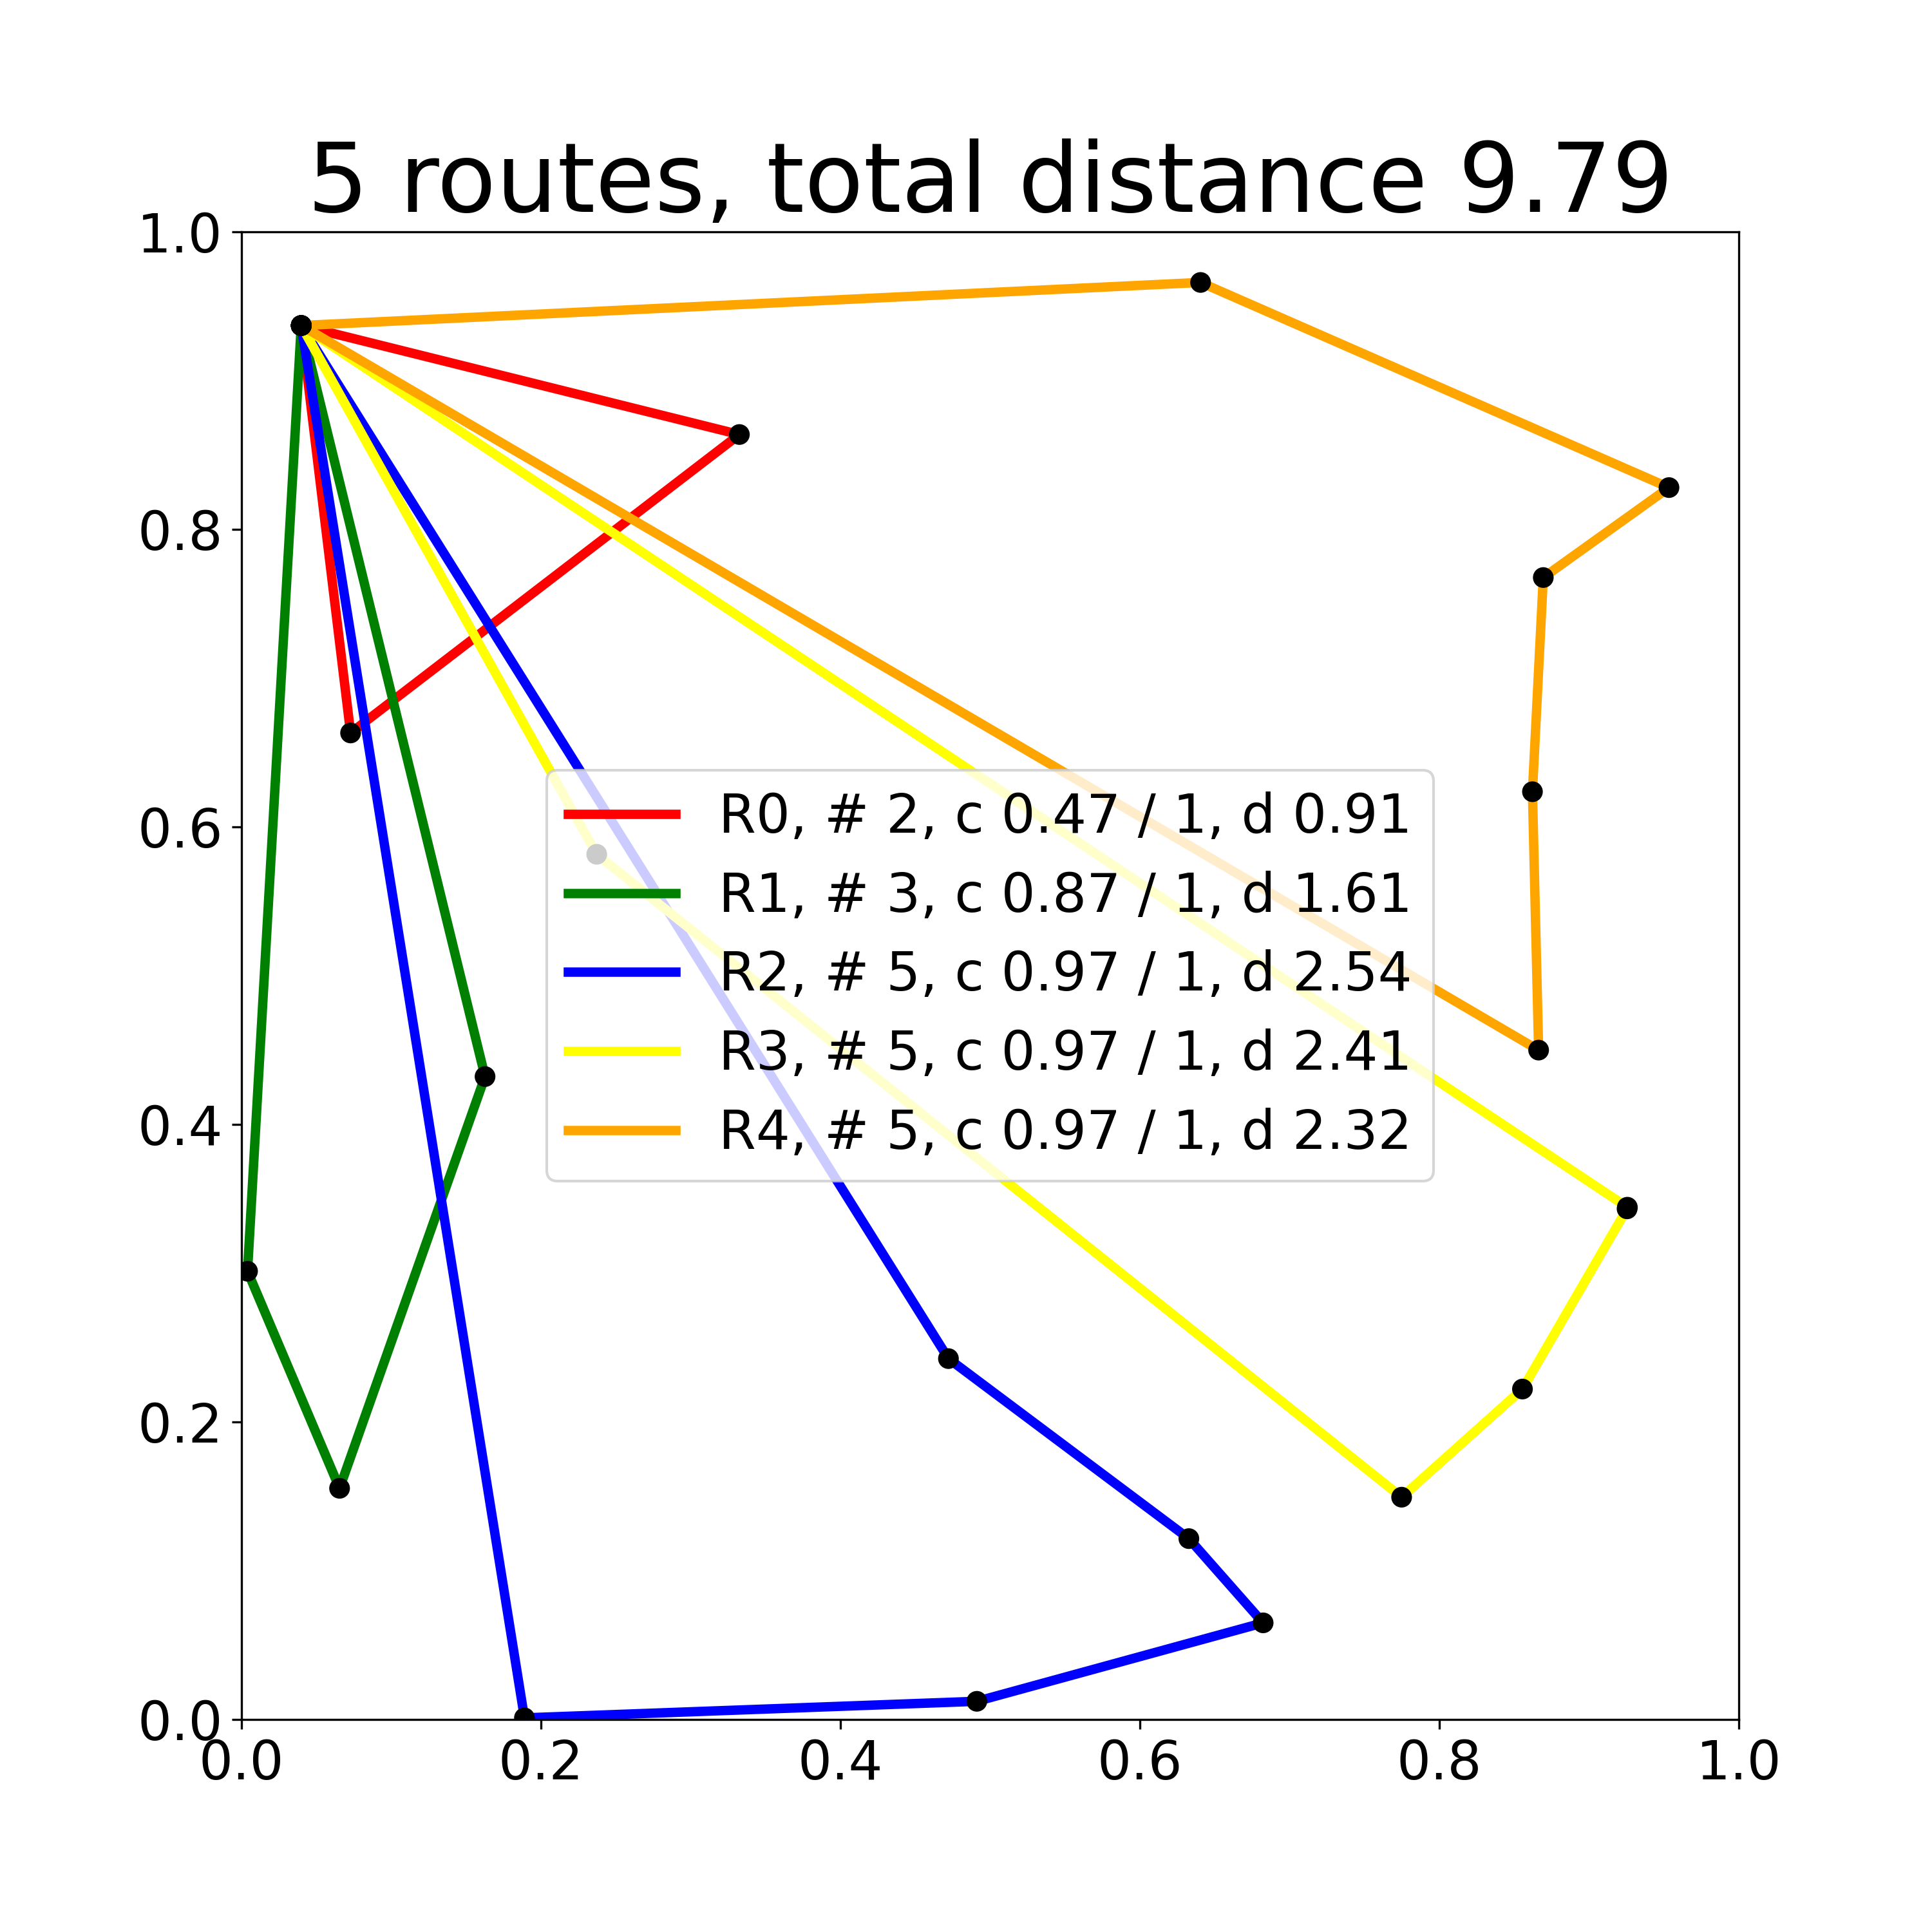 5 routes, total distance 9.79
1.0
0.8
0.6
0.4
0.2
0.0
R0, # 2, c 0.47 / 1, d 0.91
R1, # 3, c 0.87 / 1, d 1.61
R2, # 5, c 0.97 / 1, d 2.54
R3, # 5, c 0.97 / 1, d 2.41
R4, # 5, c 0.97 / 1, d 2.32
0.0 0.2 0.4 0.6 0.8 1.0